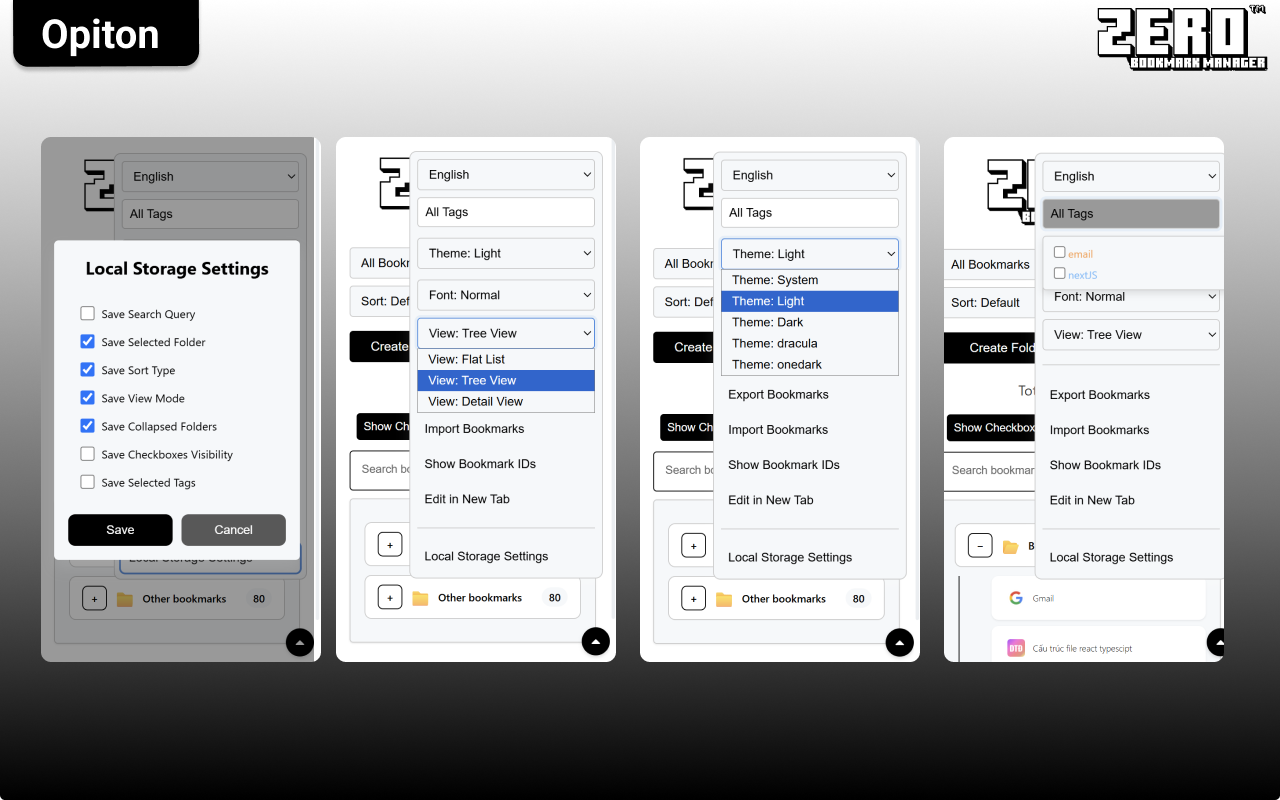 Opiton
ZERO™
BOOKMARK MANAGER
English
All Tags
Local Storage Settings
Save Search Query
Save Selected Folder
Save Sort Type
Save View Mode
Save Collapsed Folders
Save Checkboxes Visibility
Save Selected Tags
Save
Cancel
Local Storage Settings
+
Other bookmarks
80
English
All Tags
All Bookr
Theme: Light
Sort: Def
Font: Normal
Create
View: Tree View
View: Flat List
View: Tree View
View: Detail View
Show Ch
Import Bookmarks
Search bo
Show Bookmark IDs
Edit in New Tab
+
Local Storage Settings
+
Other bookmarks
80
English
All Tags
All Bookr
Theme: Light
Sort: Def
Theme: System
Theme: Light
Theme: Dark
Create
Theme: dracula
Theme: onedark
Export Bookmarks
Show Ch
Import Bookmarks
Search bo
Show Bookmark IDs
Edit in New Tab
+
Local Storage Settings
+
Other bookmarks
80
English
All Tags
All Bookmarks
email
nextJS
Sort: Default
Font: Normal
Create Fold
View: Tree View
Tot
Export Bookmarks
Show Checkbox
Import Bookmarks
Search bookmar
Show Bookmark IDs
Edit in New Tab
−
B
Local Storage Settings
Gmail
DTD
Cấu trúc file react typescipt